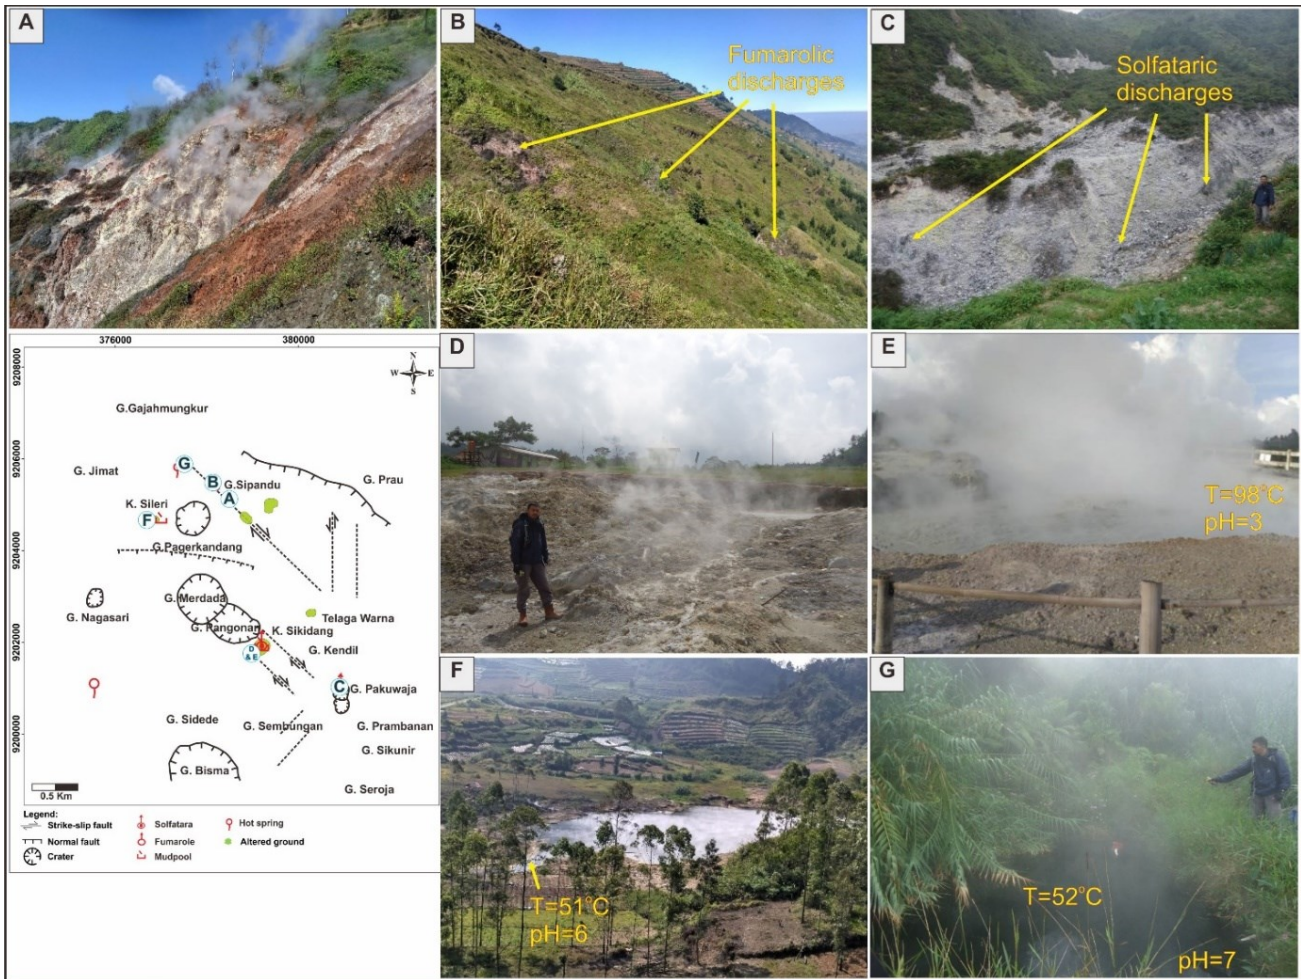 A
B
Fumarolic
discharges
C
Solfataric
discharges
376000
380000
9208000
9206000
9204000
9202000
9200000
N
W
E
S
G.Gajahmungkur
G. Jimat
G
B
G.Sipandu
A
G. Prau
K. Sileri
F
G.Pagerkandang
G. Merdada
G. Nagasari
G. Pangonan
Telaga Warna
K. Sikidang
D
& E
G. Kendil
C
G. Pakuwaja
G. Sidede
G. Sembungan
G. Prambanan
G. Sikunir
G. Bisma
G. Seroja
0.5 Km
Legend:
Strike-slip fault
Solfatara
Hot spring
Normal fault
Fumarole
Altered ground
Crater
Mudpool
D
E
T=98°C
pH=3
F
T=51°C
pH=6
G
T=52°C
pH=7